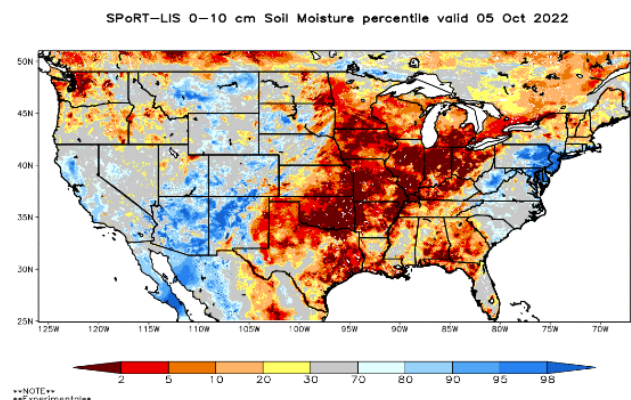 SPoRT-LIS 0-10 cm Soil Moisture percentile valid 05 Oct 2022
50N
45N
40N
35N
30N
25N
125W 120W 115W 110W 105W 100W 95W 90W 85W 80W 75W 70W
2 5 10 20 30 70 80 90 95 98
**NOTE**
**Experimental**